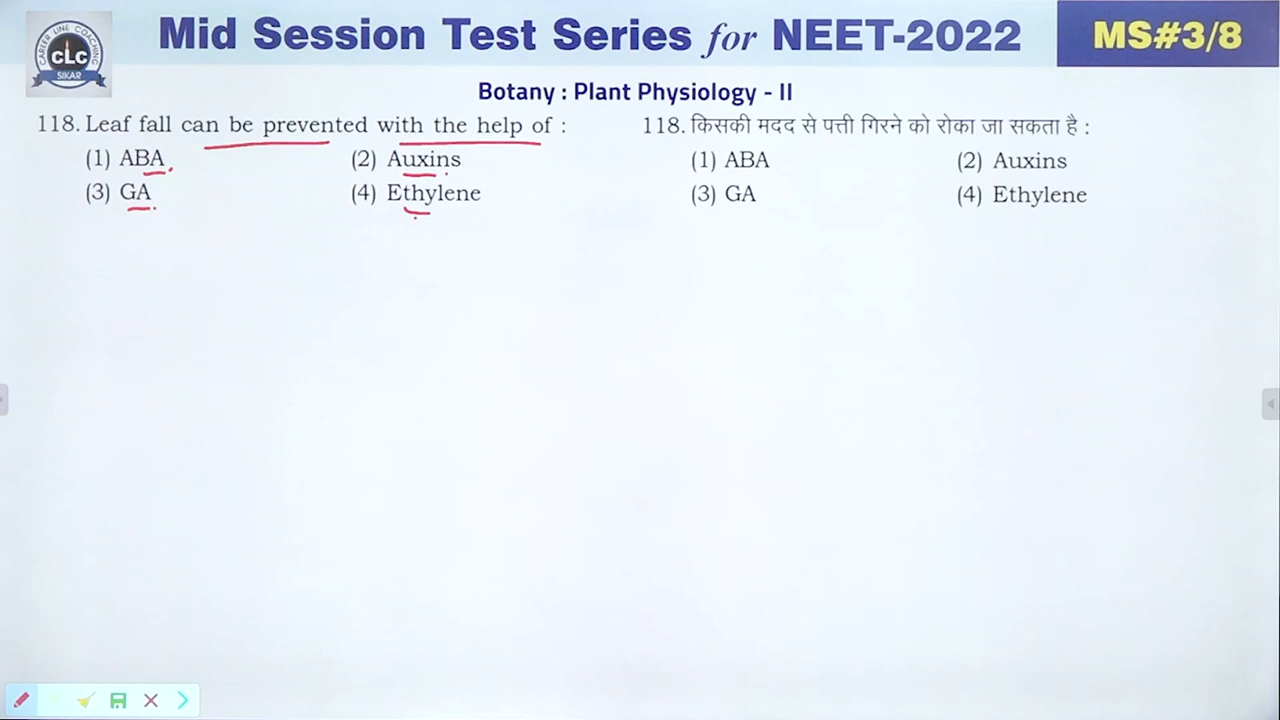 Mid Session Test Series for NEET-2022
MS#3/8
CAREER LINE COACHING
CLC
SIKAR
Botany : Plant Physiology - II
118. Leaf fall can be prevented with the help of :
(1) ABA (2) Auxins
(3) GA (4) Ethylene
118. किसकी मदद से पत्ती गिरने को रोका जा सकता है :
(1) ABA (2) Auxins
(3) GA (4) Ethylene